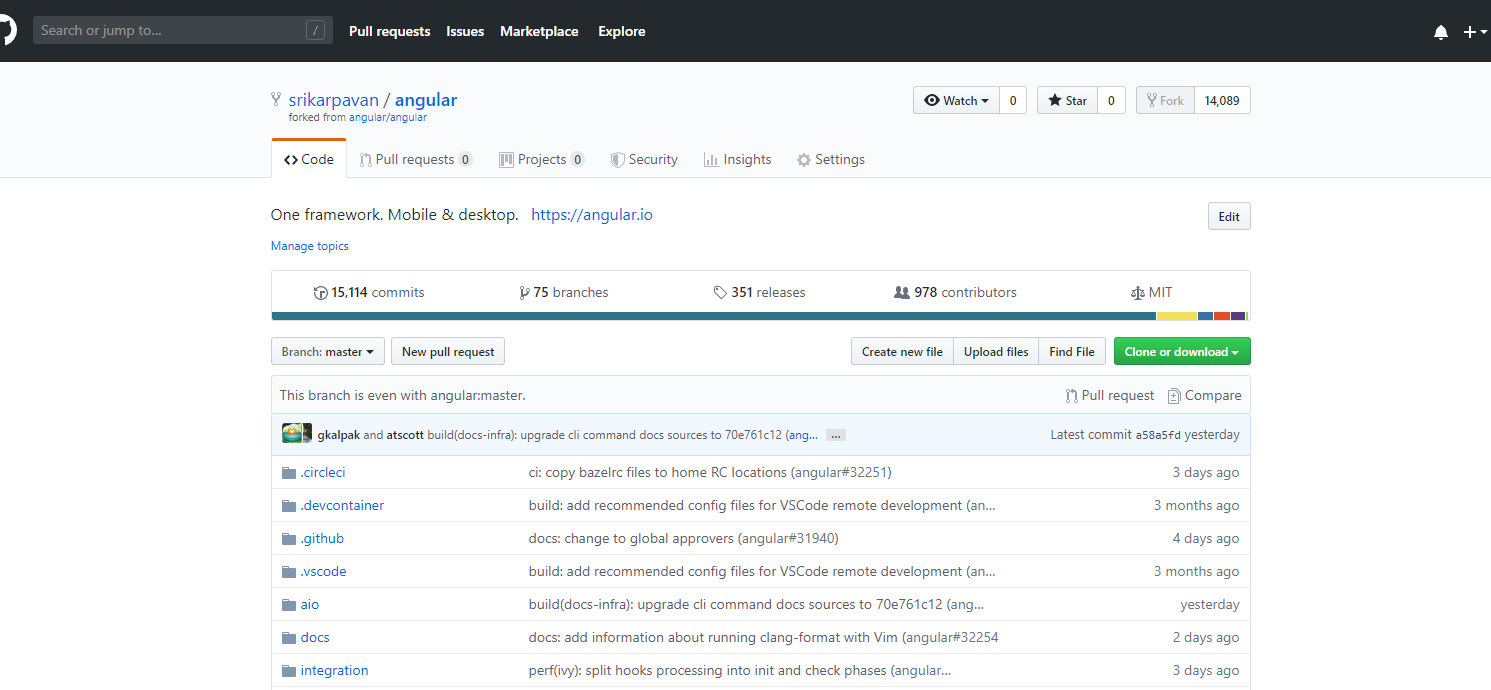 Search or jump to... / Pull requests Issues Marketplace Explore
srikarpavan / angular Watch 0 Star 0 Fork 14,089
forked from angular/angular
Code Pull requests 0 Projects 0 Security Insights Settings
One framework. Mobile & desktop. https://angular.io Edit
Manage topics
15,114 commits 75 branches 351 releases 978 contributors MIT
Branch: master New pull request Create new file Upload files Find File Clone or download
This branch is even with angular:master. Pull request Compare
gkalpak and atscott build(docs-infra): upgrade cli command docs sources to 70e761c12 (ang... ... Latest commit a58a5fd yesterday
.circleci ci: copy bazelrc files to home RC locations (angular#32251) 3 days ago
.devcontainer build: add recommended config files for VSCode remote development (an... 3 months ago
.github docs: change to global approvers (angular#31940) 4 days ago
.vscode build: add recommended config files for VSCode remote development (an... 3 months ago
aio build(docs-infra): upgrade cli command docs sources to 70e761c12 (ang... yesterday
docs docs: add information about running clang-format with Vim (angular#32254 2 days ago
integration perf(ivy): split hooks processing into init and check phases (angular... 3 days ago